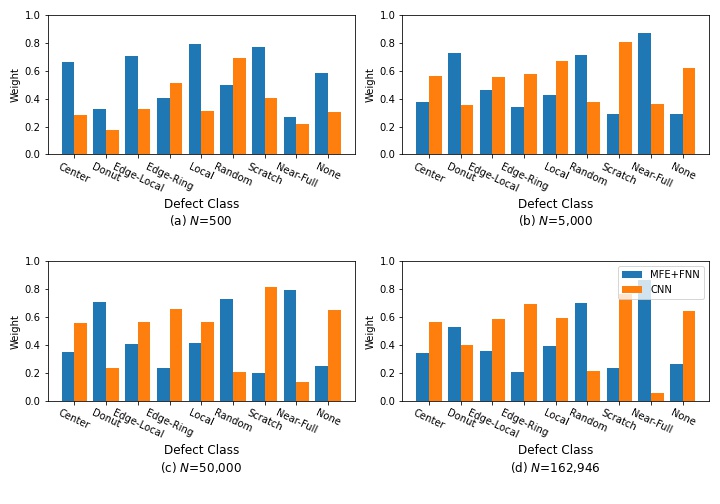 1.0
0.8
0.6
0.4
0.2
0.0
Weight
Center
Donut
Edge-Local
Edge-Ring
Local
Random
Scratch
Near-Full
None
Defect Class
(a) N=500
1.0
0.8
0.6
0.4
0.2
0.0
Weight
Center
Donut
Edge-Local
Edge-Ring
Local
Random
Scratch
Near-Full
None
Defect Class
(b) N=5,000
1.0
0.8
0.6
0.4
0.2
0.0
Weight
Center
Donut
Edge-Local
Edge-Ring
Local
Random
Scratch
Near-Full
None
Defect Class
(c) N=50,000
1.0
0.8
0.6
0.4
0.2
0.0
Weight
MFE+FNN
CNN
Center
Donut
Edge-Local
Edge-Ring
Local
Random
Scratch
Near-Full
None
Defect Class
(d) N=162,946